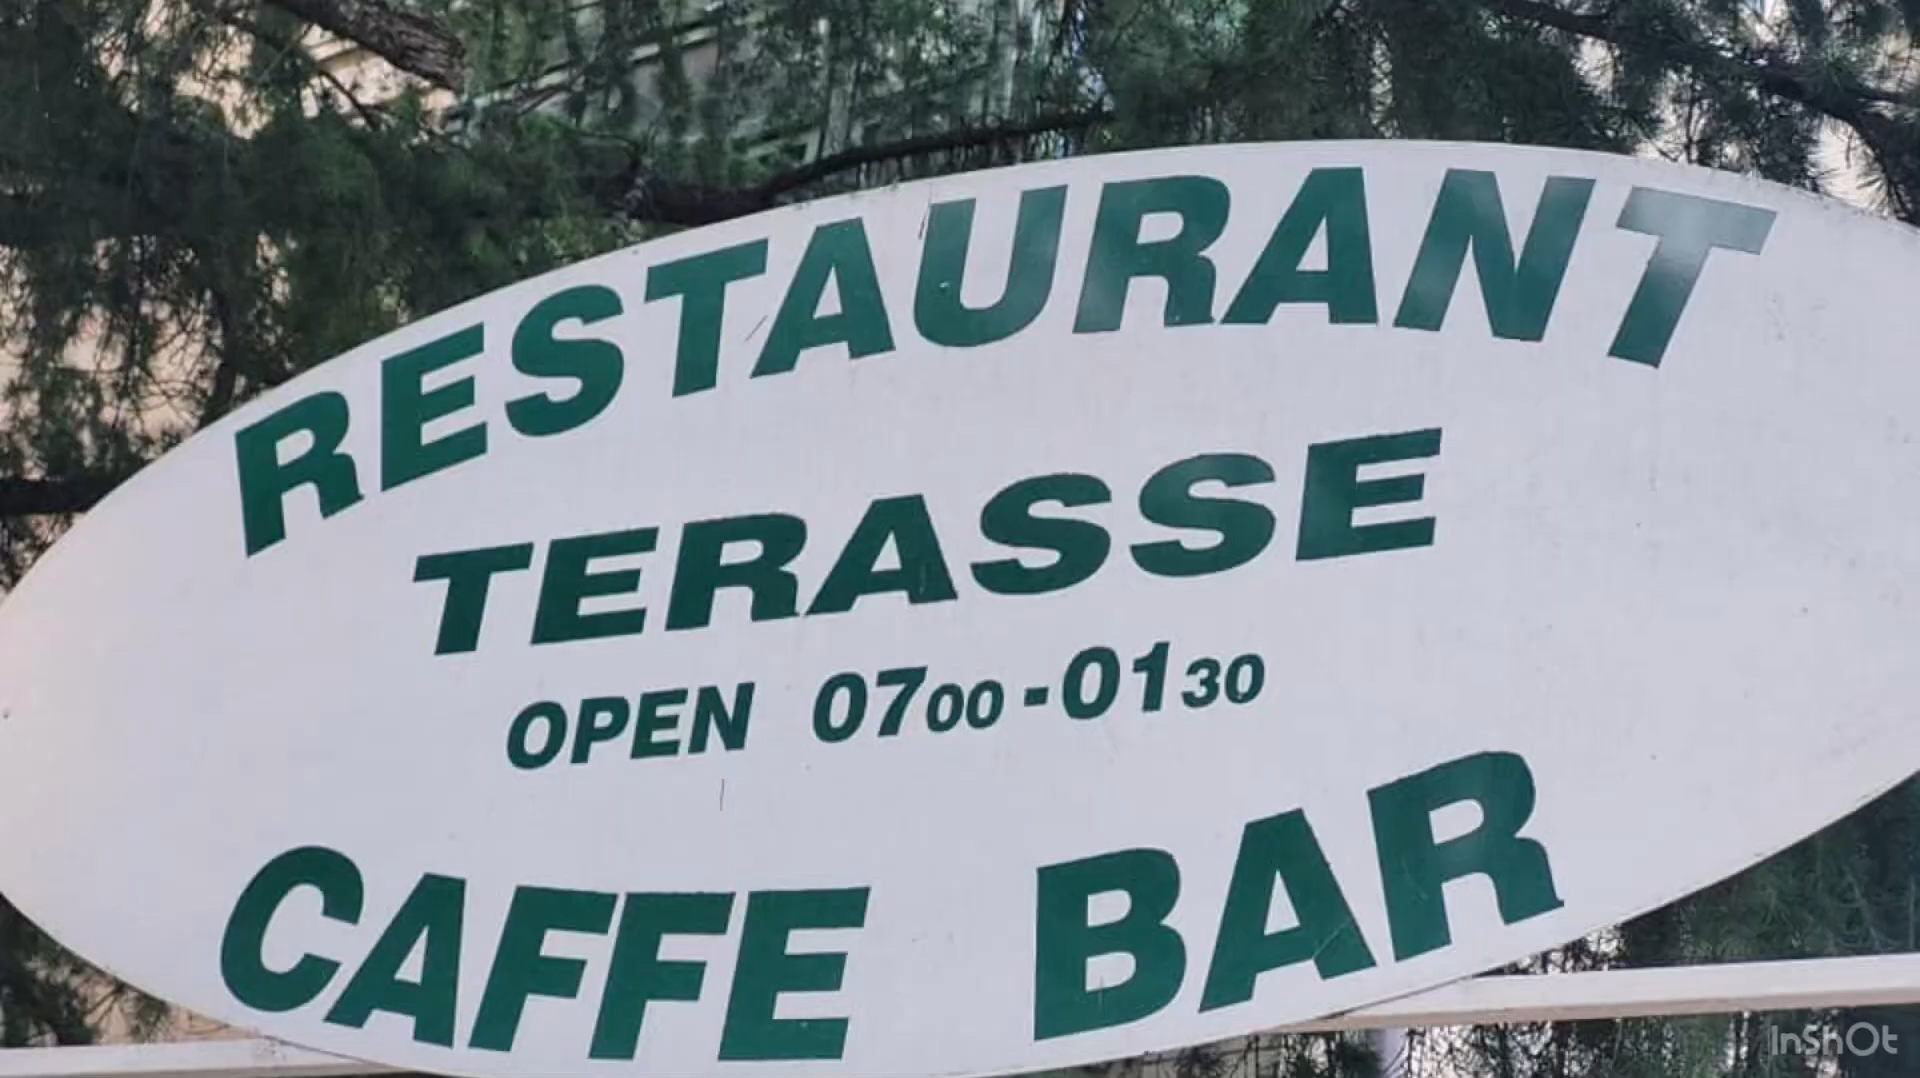 RESTAURANT
TERASSE
OPEN 0700-0130
CAFFE BAR
InShOt